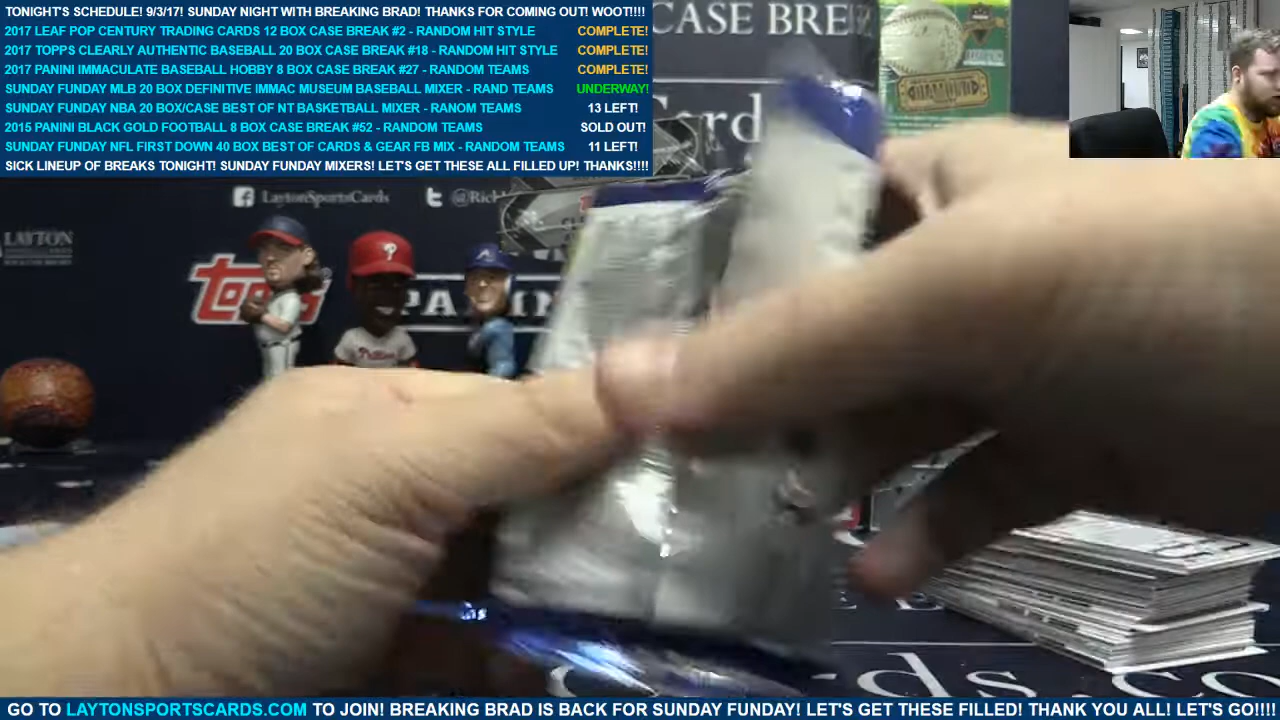 TONIGHT'S SCHEDULE! 9/3/17! SUNDAY NIGHT WITH BREAKING BRAD! THANKS FOR COMING OUT! WOOT!!!!
2017 LEAF POP CENTURY TRADING CARDS 12 BOX CASE BREAK #2 - RANDOM HIT STYLE COMPLETE!
2017 TOPPS CLEARLY AUTHENTIC BASEBALL 20 BOX CASE BREAK #18 - RANDOM HIT STYLE COMPLETE!
2017 PANINI IMMACULATE BASEBALL HOBBY 8 BOX CASE BREAK #27 - RANDOM TEAMS COMPLETE!
SUNDAY FUNDAY MLB 20 BOX DEFINITIVE IMMAC MUSEUM BASEBALL MIXER - RAND TEAMS UNDERWAY!
SUNDAY FUNDAY NBA 20 BOX/CASE BEST OF NT BASKETBALL MIXER - RANOM TEAMS 13 LEFT!
2015 PANINI BLACK GOLD FOOTBALL 8 BOX CASE BREAK #52 - RANDOM TEAMS SOLD OUT!
SUNDAY FUNDAY NFL FIRST DOWN 40 BOX BEST OF CARDS & GEAR FB MIX - RANDOM TEAMS 11 LEFT!
SICK LINEUP OF BREAKS TONIGHT! SUNDAY FUNDAY MIXERS! LET'S GET THESE ALL FILLED UP! THANKS!!!!
CASE BREA
ard
DIAMOND
LaytonSportsCards @Rich
LAYTON
Topps PANIN
Phillies
Cards.com
GO TO LAYTONSPORTSCARDS.COM TO JOIN! BREAKING BRAD IS BACK FOR SUNDAY FUNDAY! LET'S GET THESE FILLED! THANK YOU ALL! LET'S GO!!!!